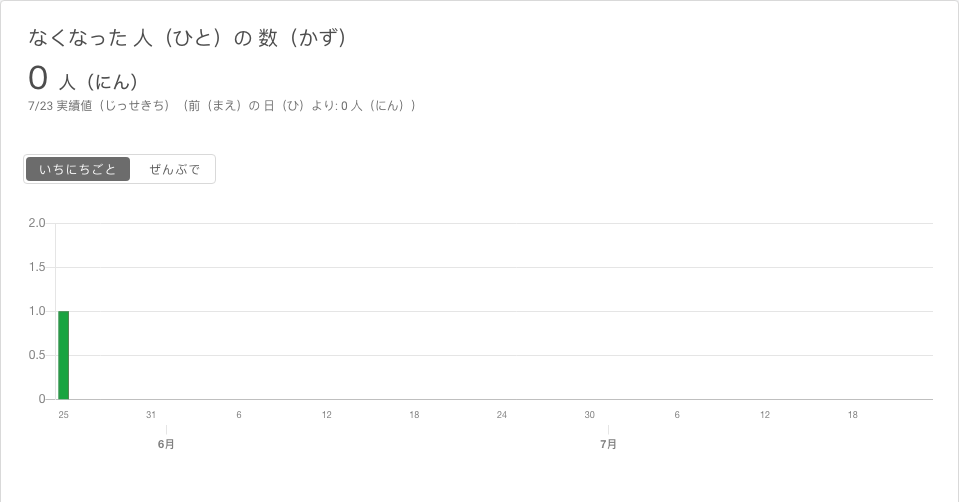 なくなった 人（ひと）の 数（かず）
0 人（にん）
7/23 実績値（じっせきち）（前（まえ）の 日（ひ）より: 0 人（にん））
いちにちごと ぜんぶで
2.0
1.5
1.0
0.5
0
25 31 6 12 18 24 30 6 12 18
6月 7月